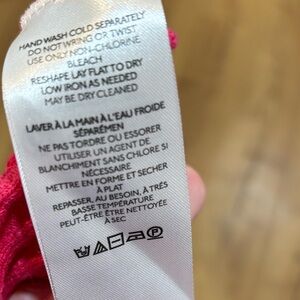 HAND WASH COLD SEPARATELY
DO NOT WRING OR TWIST
USE ONLY NON-CHLORINE
BLEACH
RESHAPE LAY FLAT TO DRY
LOW IRON AS NEEDED
MAY BE DRY CLEANED
LAVER À LA MAIN À L'EAU FROIDE
SÉPARÉMEN
NE PAS TORDRE OU ESSORER
UTILISER UN AGENT DE
BLANCHIMENT SANS CHLORE SI
NÉCESSAIRE
METTRE EN FORME ET SECHER
À PLAT
REPASSER, AU BESOIN, À TRÉS
BASSE TEMPÉRATURE
PEUT-ÊTRE ÊTRE NETTOYÉE
À SEC